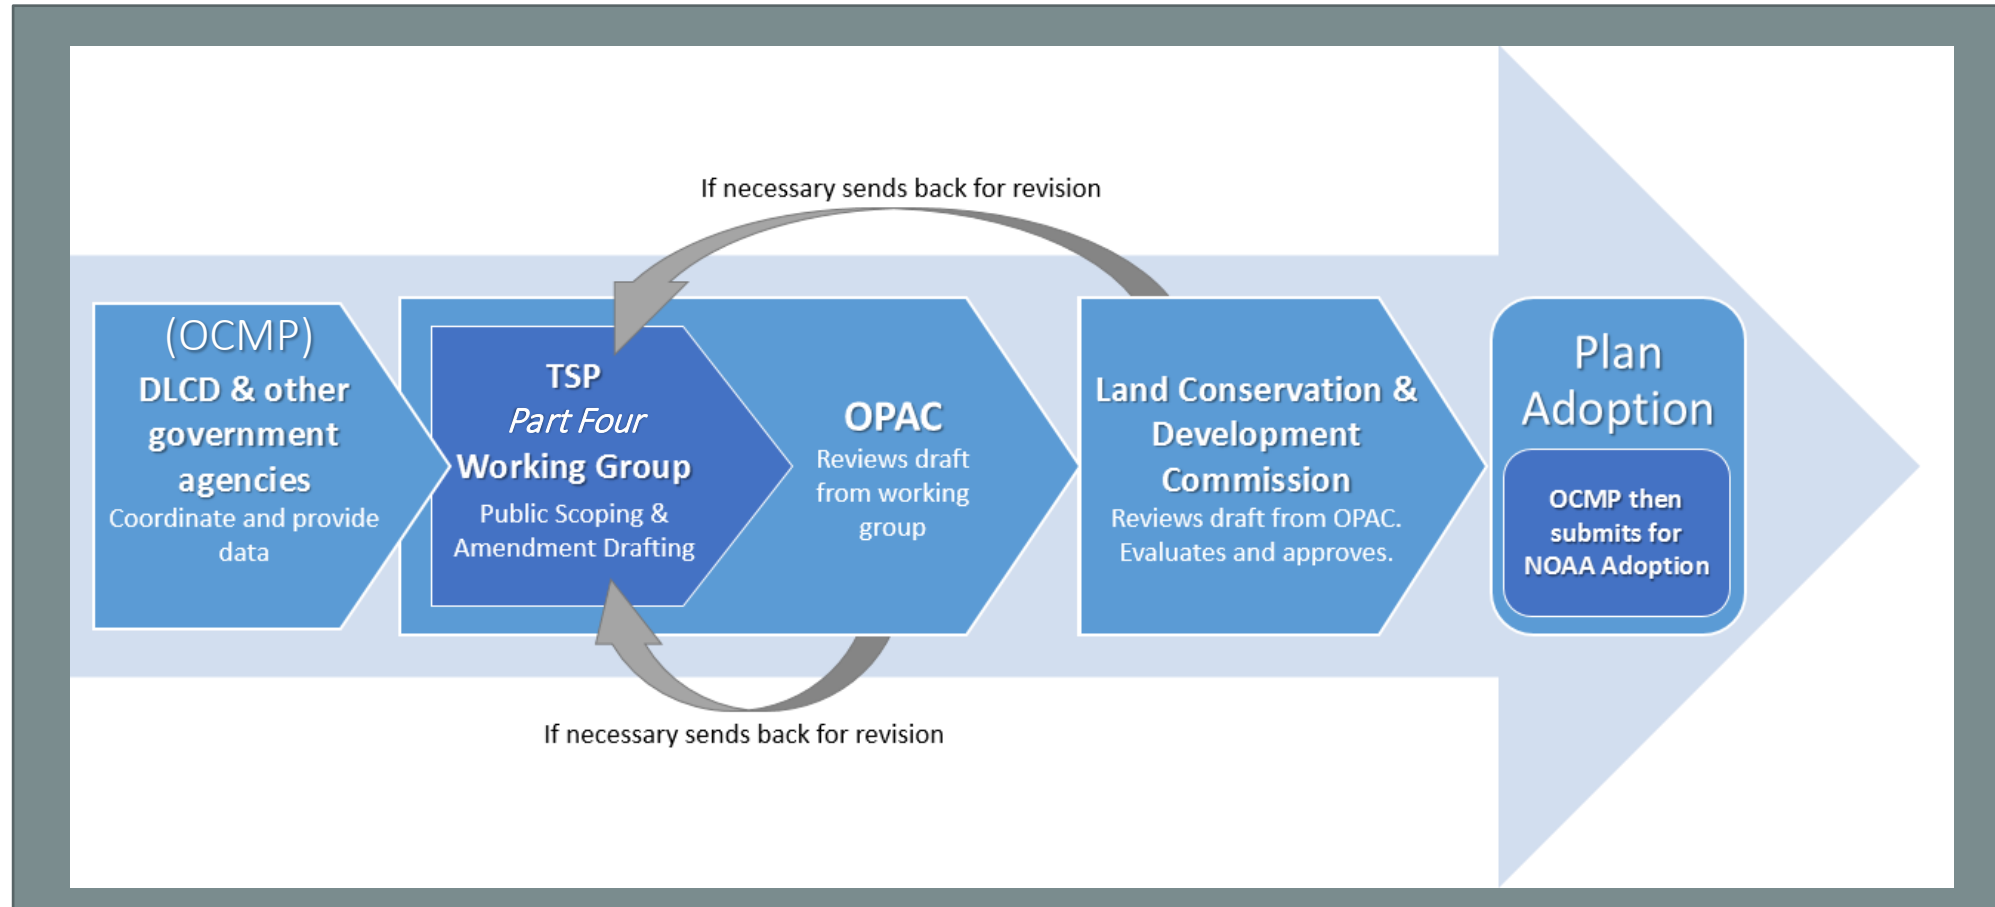 If necessary sends back for revision
(OCMP)
DLCD & other
government
agencies
Coordinate and provide
data
TSP
Part Four
Working Group
Public Scoping &
Amendment Drafting
OPAC
Reviews draft
from working
group
Land Conservation &
Development
Commission
Reviews draft from OPAC.
Evaluates and approves.
Plan
Adoption
OCMP then
submits for
NOAA Adoption
If necessary sends back for revision